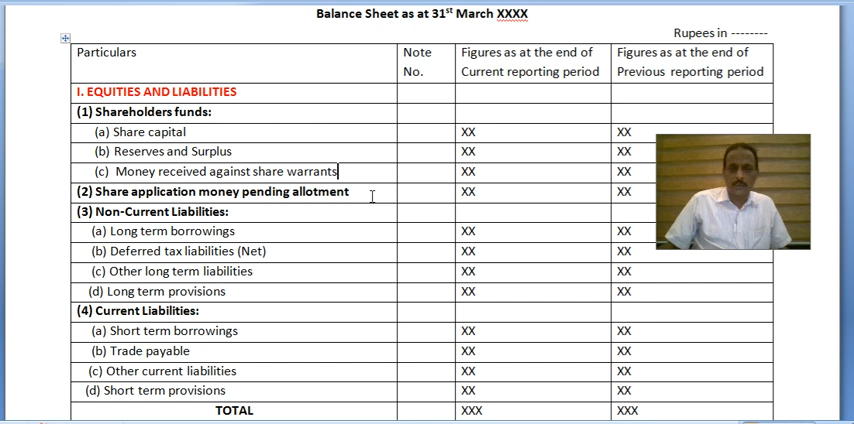 Balance Sheet as at 31st March XXXX
Rupees in --------
Particulars Note No. Figures as at the end of Current reporting period Figures as at the end of Previous reporting period
I. EQUITIES AND LIABILITIES
(1) Shareholders funds:
(a) Share capital XX XX
(b) Reserves and Surplus XX XX
(c) Money received against share warrants XX XX
(2) Share application money pending allotment XX XX
(3) Non-Current Liabilities:
(a) Long term borrowings XX XX
(b) Deferred tax liabilities (Net) XX XX
(c) Other long term liabilities XX XX
(d) Long term provisions XX XX
(4) Current Liabilities:
(a) Short term borrowings XX XX
(b) Trade payable XX XX
(c) Other current liabilities XX XX
(d) Short term provisions XX XX
TOTAL XXX XXX